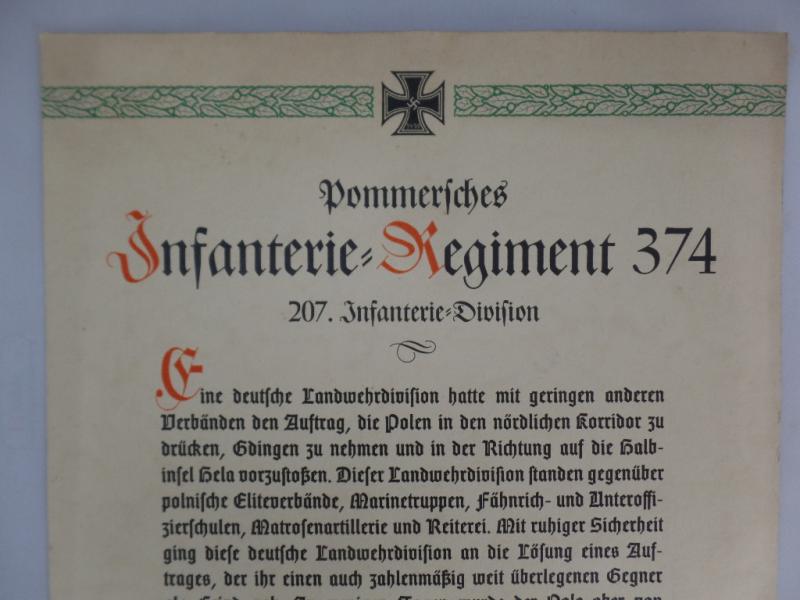 Pommersches
Infanterie-Regiment 374
207. Infanterie-Division
Eine deutsche Landwehrdivision hatte mit geringen anderen
Verbänden den Auftrag, die Polen in den nördlichen Korridor zu
drücken, Gdingen zu nehmen und in der Richtung auf die Halb-
insel Hela vorzustoßen. Dieser Landwehrdivision standen gegenüber
polnische Eliteverbände, Marinetruppen, Fähnrich- und Unteroffi-
zierschulen, Matrosenartillerie und Reiterei. Mit ruhiger Sicherheit
ging diese deutsche Landwehrdivision an die Lösung eines Auf-
trages, der ihr einen auch zahlenmäßig weit überlegenen Gegner